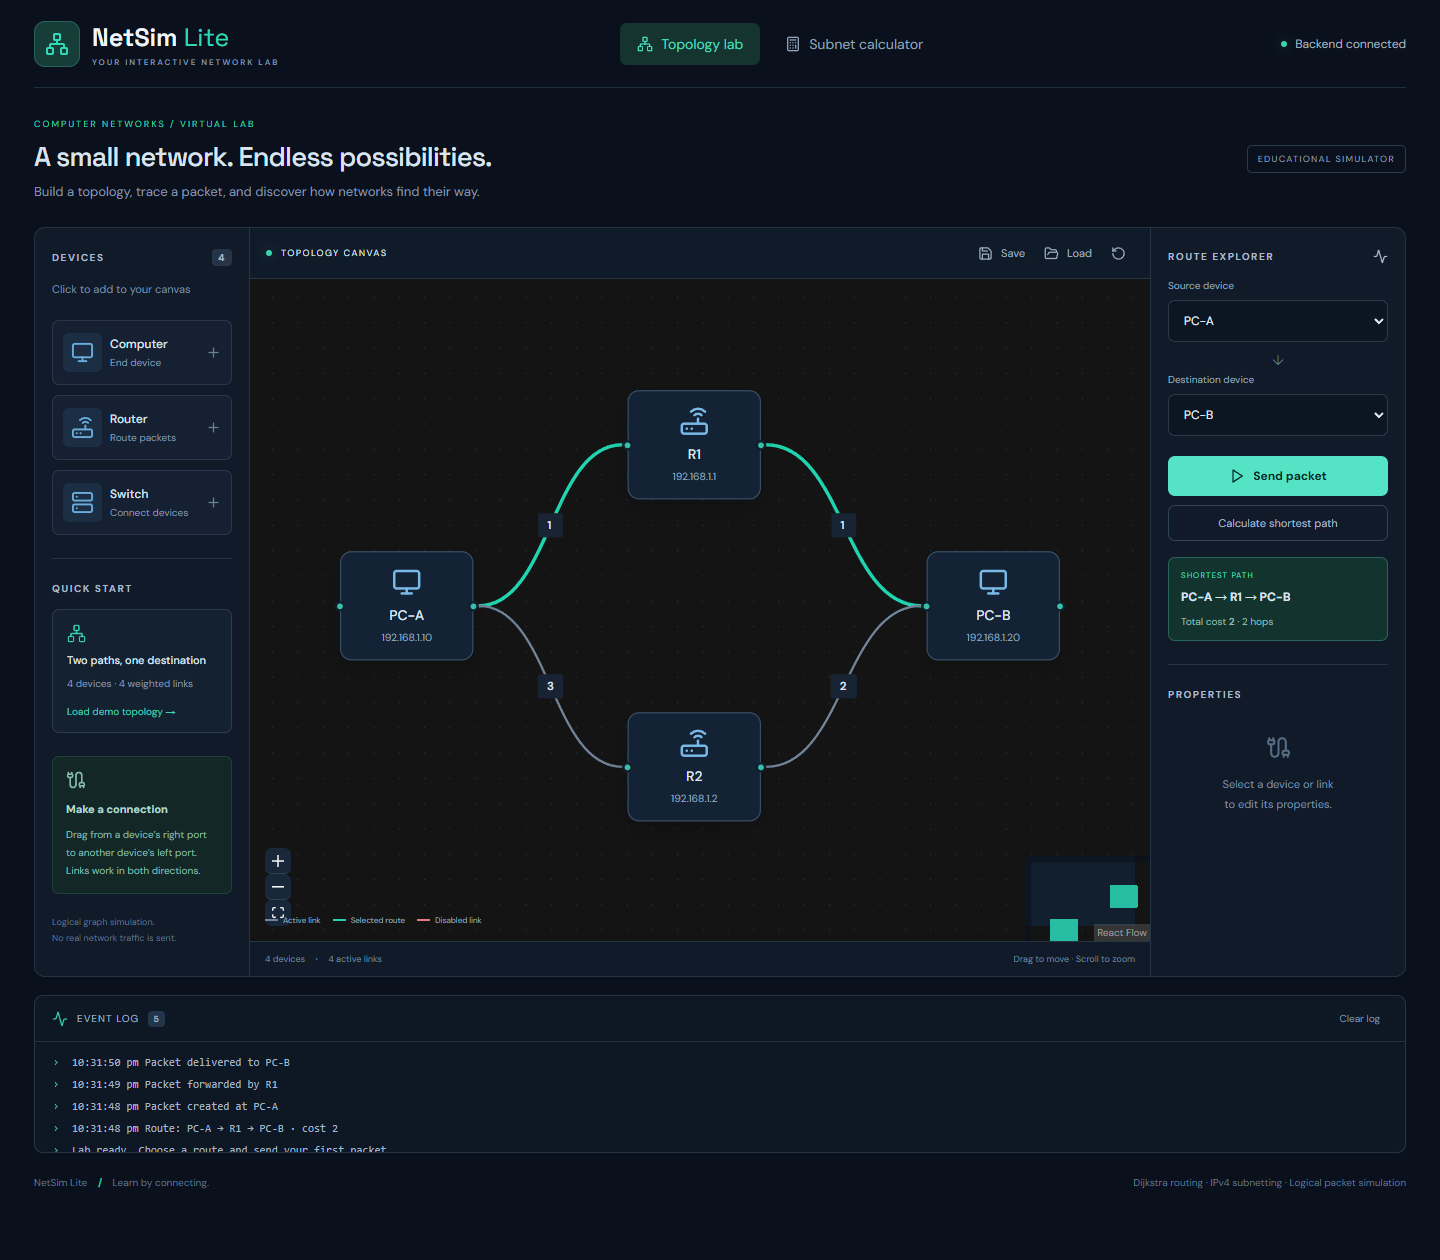 NetSim Lite
YOUR INTERACTIVE NETWORK LAB
Topology lab
Subnet calculator
Backend connected
COMPUTER NETWORKS / VIRTUAL LAB
A small network. Endless possibilities.
Build a topology, trace a packet, and discover how networks find their way.
EDUCATIONAL SIMULATOR
DEVICES
4
Click to add to your canvas
Computer
End device
Router
Route packets
Switch
Connect devices
QUICK START
Two paths, one destination
4 devices · 4 weighted links
Load demo topology →
Make a connection
Drag from a device's right port
to another device's left port.
Links work in both directions.
Logical graph simulation.
No real network traffic is sent.
TOPOLOGY CANVAS
Save
Load
R1
192.168.1.1
1
1
PC-A
192.168.1.10
PC-B
192.168.1.20
3
2
R2
192.168.1.2
Active link
Selected route
Disabled link
React Flow
4 devices · 4 active links
Drag to move · Scroll to zoom
ROUTE EXPLORER
Source device
PC-A
Destination device
PC-B
Send packet
Calculate shortest path
SHORTEST PATH
PC-A → R1 → PC-B
Total cost 2 · 2 hops
PROPERTIES
Select a device or link
to edit its properties.
EVENT LOG
5
Clear log
› 10:31:50 pm Packet delivered to PC-B
› 10:31:49 pm Packet forwarded by R1
› 10:31:48 pm Packet created at PC-A
› 10:31:48 pm Route: PC-A → R1 → PC-B · cost 2
› Lab ready. Choose a route and send your first packet
NetSim Lite / Learn by connecting.
Dijkstra routing · IPv4 subnetting · Logical packet simulation